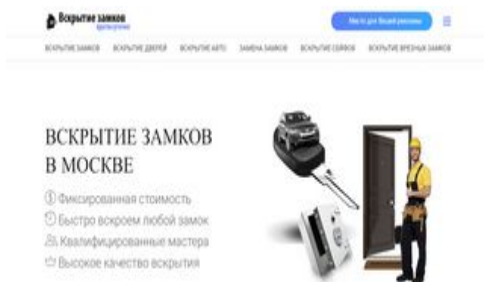 Вскрытие замков
круглосуточно
Место для Вашей рекламы
ВСКРЫТИЕ ЗАМКОВ ВСКРЫТИЕ ДВЕРЕЙ ВСКРЫТИЕ АВТО ЗАМЕНА ЗАМКОВ ВСКРЫТИЕ СЕЙФОВ ВСКРЫТИЕ ВРЕЗНЫХ ЗАМКОВ
ВСКРЫТИЕ ЗАМКОВ
В МОСКВЕ
Фиксированная стоимость
Быстро вскроем любой замок
Квалифицированные мастера
Высокое качество вскрытия